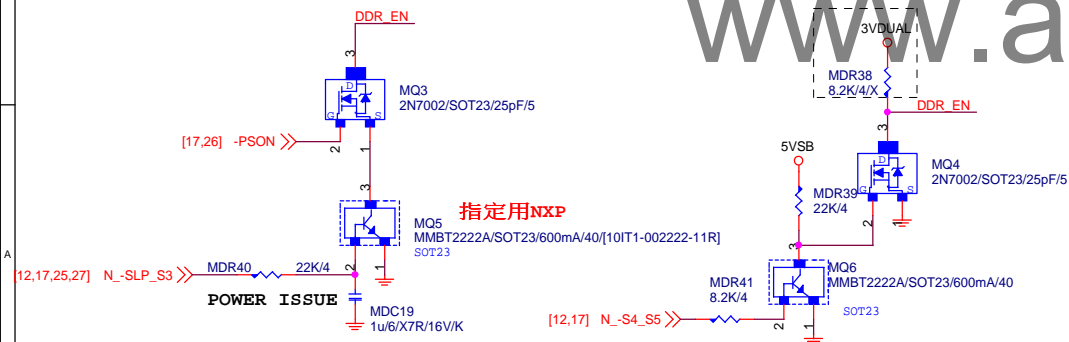 www.a
DDR_EN
3
D
G
S
MQ3
2N7002/SOT23/25pF/5
[17,26] -PSON
2
1
3
MQ5
指定用NXP
MMBT2222A/SOT23/600mA/40/[10IT1-002222-11R]
SOT23
[12,17,25,27] N_-SLP_S3
MDR40
22K/4
2
1
POWER ISSUE
MDC19
1u/6/X7R/16V/K
A
3VDUAL
MDR38
8.2K/4/X
DDR_EN
3
D
G
S
MQ4
2N7002/SOT23/25pF/5
2
1
5VSB
MDR39
22K/4
3
MQ6
MMBT2222A/SOT23/600mA/40
SOT23
MDR41
8.2K/4
[12,17] N_-S4_S5
2
1